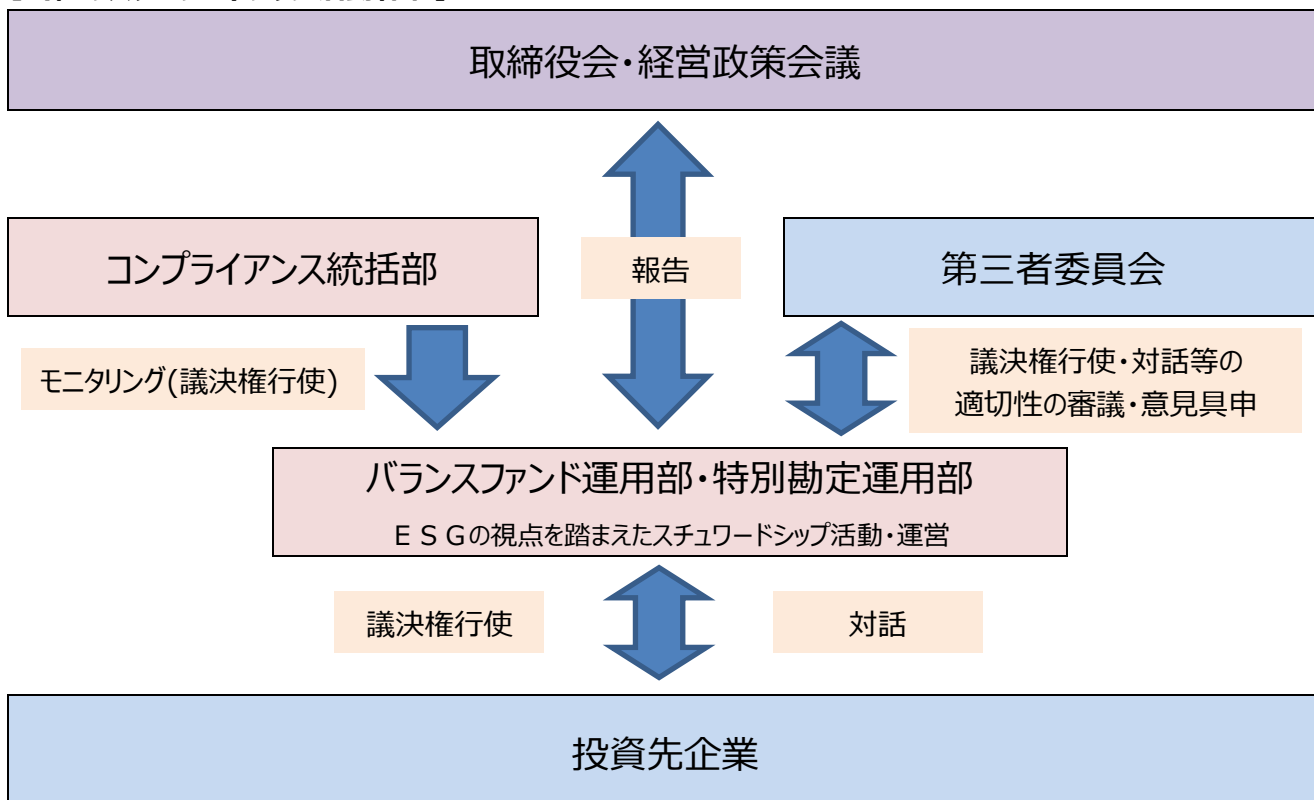 取締役会・経営政策会議
コンプライアンス統括部
報告
第三者委員会
モニタリング(議決権行使)
議決権行使・対話等の
適切性の審議・意見具申
バランスファンド運用部・特別勘定運用部
ＥＳＧの視点を踏まえたスチュワードシップ活動・運営
議決権行使
対話
投資先企業